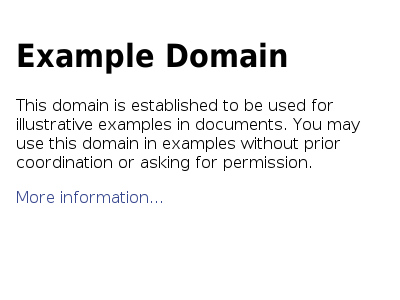 Example Domain
This domain is established to be used for
illustrative examples in documents. You may
use this domain in examples without prior
coordination or asking for permission.
More information...